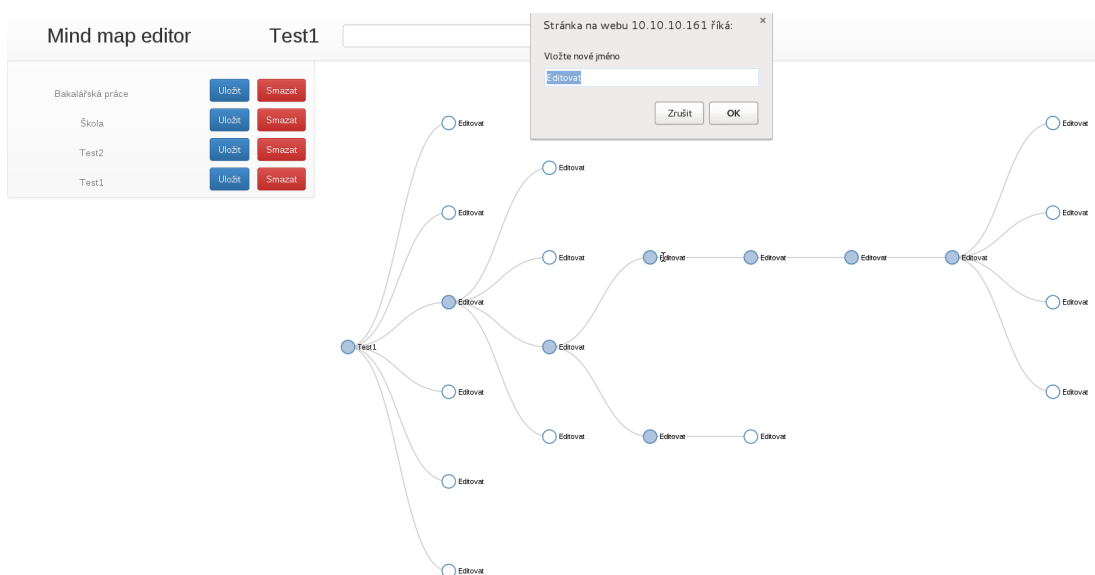 Mind map editor Test1
Stránka na webu 10.10.10.161 říká:
Vložte nové jméno
Editovat
Zrušit OK
Bakalářská práce Uložit Smazat
Škola Uložit Smazat
Test2 Uložit Smazat
Test1 Uložit Smazat
Editovat Editovat
Editovat
Editovat Editovat
Editovat Editovat Editovat Editovat Editovat
Editovat Editovat
Test1 Editovat
Editovat Editovat
Editovat Editovat Editovat
Editovat
Editovat